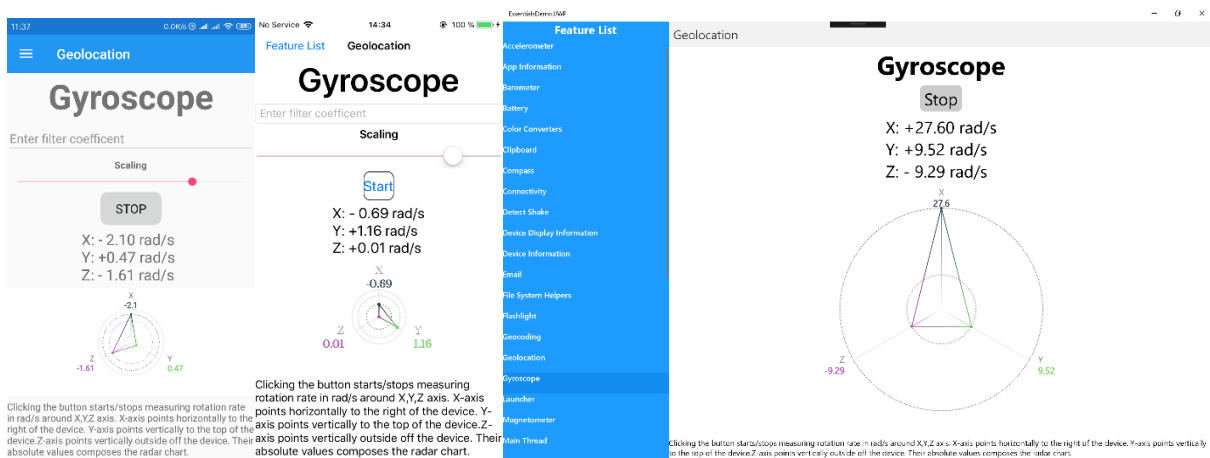 11:37
0.0K/s
Geolocation
Gyroscope
Enter filter coefficent
Scaling
STOP
X: - 2.10 rad/s
Y: +0.47 rad/s
Z: - 1.61 rad/s
X
-2.1
Z
-1.61
Y
0.47
Clicking the button starts/stops measuring rotation rate
in rad/s around X,Y,Z axis. X-axis points horizontally to the
right of the device. Y-axis points vertically to the top of the
device.Z-axis points vertically outside off the device. Their
absolute values composes the radar chart.
No Service
14:34
100 %
Feature List
Geolocation
Gyroscope
Enter filter coefficent
Scaling
Start
X: - 0.69 rad/s
Y: +1.16 rad/s
Z: +0.01 rad/s
X
-0.69
Z
0.01
Y
1.16
Clicking the button starts/stops measuring
rotation rate in rad/s around X,Y,Z axis. X-axis
points horizontally to the right of the device. Y-
axis points vertically to the top of the device.Z-
axis points vertically outside off the device. Their
absolute values composes the radar chart.
EssentialsDemo.UWP
Feature List
Accelerometer
App Information
Barometer
Battery
Color Converters
Clipboard
Compass
Connectivity
Detect Shake
Device Display Information
Device Information
Email
File System Helpers
Flashlight
Geocoding
Geolocation
Gyroscope
Launcher
Magnetometer
Main Thread
Geolocation
Gyroscope
Stop
X: +27.60 rad/s
Y: +9.52 rad/s
Z: - 9.29 rad/s
X
27.6
Z
-9.29
Y
9.52
Clicking the button starts/stops measuring rotation rate in rad/s around X,Y,Z axis. X-axis points horizontally to the right of the device. Y-axis points vertically
to the top of the device.Z-axis points vertically outside off the device. Their absolute values composes the radar chart.